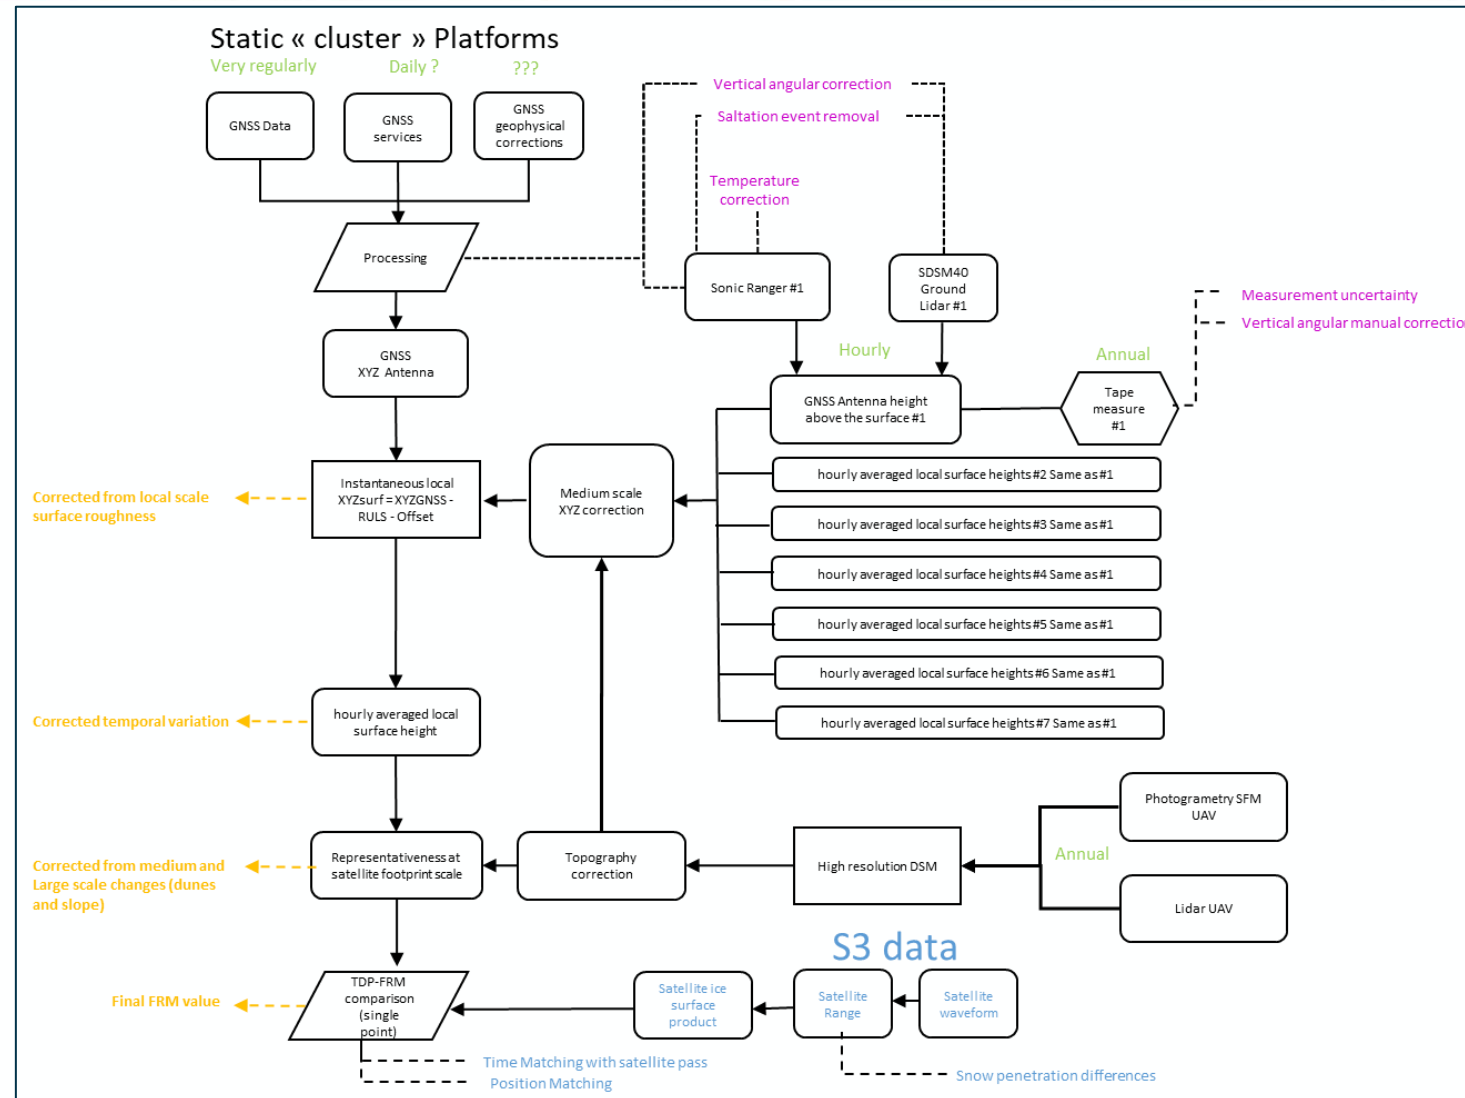 Static « cluster » Platforms
Very regularly
Daily ?
???
GNSS Data
GNSS
services
GNSS
geophysical
corrections
Vertical angular correction
Saltation event removal
Temperature
correction
Processing
Sonic Ranger #1
SDSM40
Ground
Lidar #1
Measurement uncertainty
Vertical angular manual correction
GNSS
XYZ Antenna
Hourly
Annual
GNSS Antenna height
above the surface #1
Tape
measure
#1
Corrected from local scale
surface roughness
Instantaneous local
XYZsurf = XYZGNSS -
RULS - Offset
Medium scale
XYZ correction
hourly averaged local surface heights #2 Same as #1
hourly averaged local surface heights #3 Same as #1
hourly averaged local surface heights #4 Same as #1
hourly averaged local surface heights #5 Same as #1
hourly averaged local surface heights #6 Same as #1
hourly averaged local surface heights #7 Same as #1
Corrected temporal variation
hourly averaged local
surface height
Photogrametry SFM
UAV
Corrected from medium and
Large scale changes (dunes
and slope)
Representativeness at
satellite footprint scale
Topography
correction
High resolution DSM
Annual
Lidar UAV
S3 data
Final FRM value
TDP-FRM
comparison
(single
point)
Satellite ice
surface
product
Satellite
Range
Satellite
waveform
Time Matching with satellite pass
Position Matching
Snow penetration differences